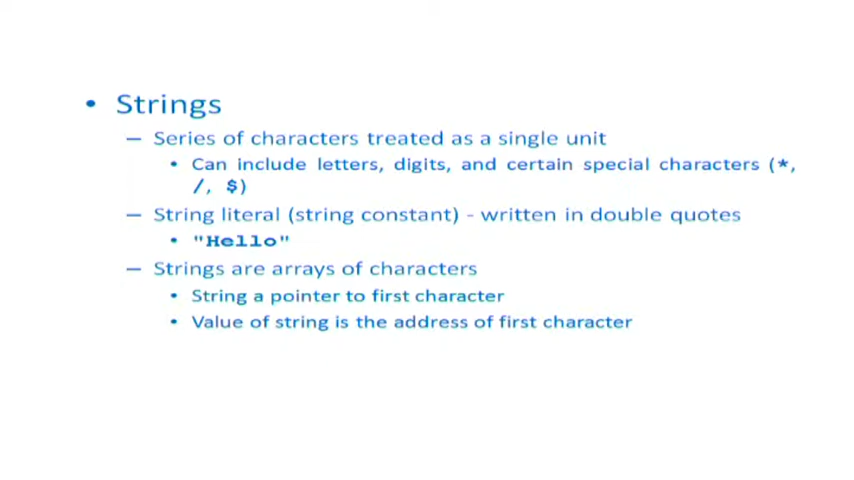 • Strings
– Series of characters treated as a single unit
• Can include letters, digits, and certain special characters (*,
/, $)
– String literal (string constant) - written in double quotes
• "Hello"
– Strings are arrays of characters
• String a pointer to first character
• Value of string is the address of first character